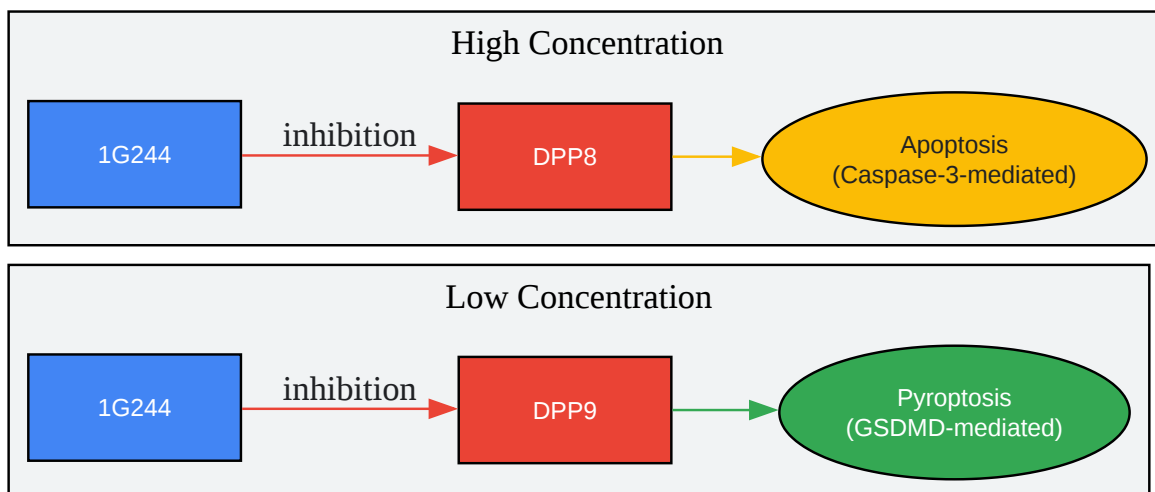 High Concentration
1G244
inhibition
DPP8
Apoptosis
(Caspase-3-mediated)
Low Concentration
1G244
inhibition
DPP9
Pyroptosis
(GSDMD-mediated)